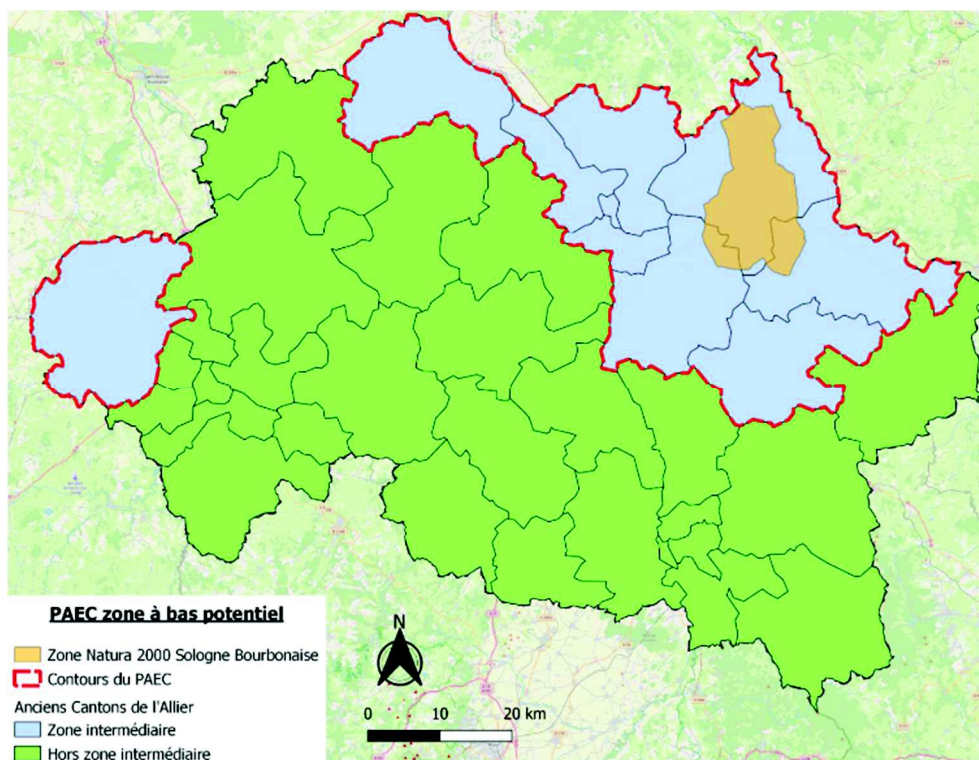 PAEC zone à bas potentiel
Zone Natura 2000 Sologne Bourbonaise
Contours du PAEC
Anciens Cantons de l'Allier
Zone intermédiaire
Hors zone intermédiaire
N
0 10 20 km